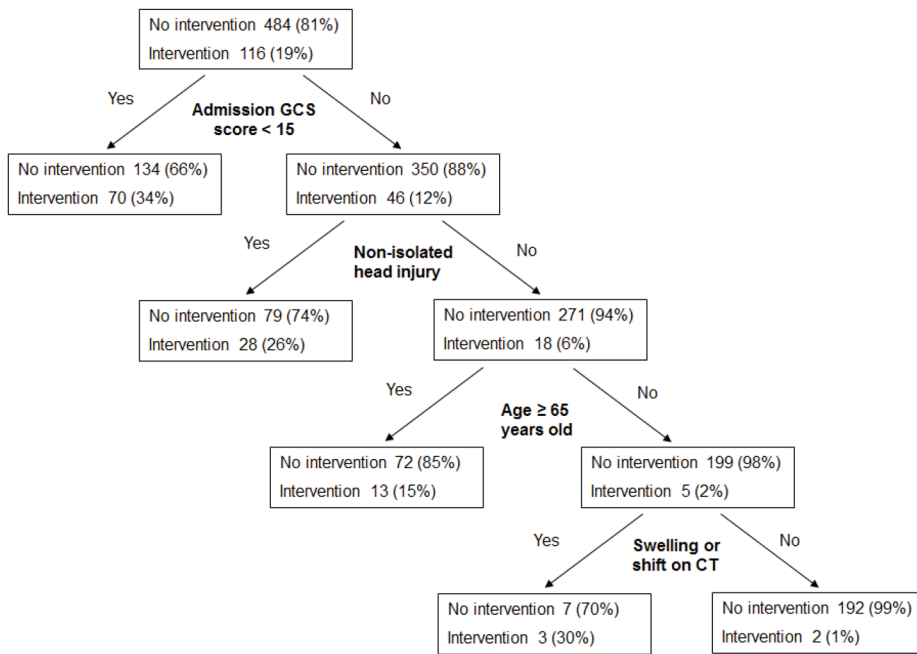 No intervention 484 (81%)
Intervention 116 (19%)
Yes
Admission GCS
score < 15
No
No intervention 134 (66%)
Intervention 70 (34%)
No intervention 350 (88%)
Intervention 46 (12%)
Yes
Non-isolated
head injury
No
No intervention 79 (74%)
Intervention 28 (26%)
No intervention 271 (94%)
Intervention 18 (6%)
Yes
Age ≥ 65
years old
No
No intervention 72 (85%)
Intervention 13 (15%)
No intervention 199 (98%)
Intervention 5 (2%)
Yes
Swelling or
shift on CT
No
No intervention 7 (70%)
Intervention 3 (30%)
No intervention 192 (99%)
Intervention 2 (1%)